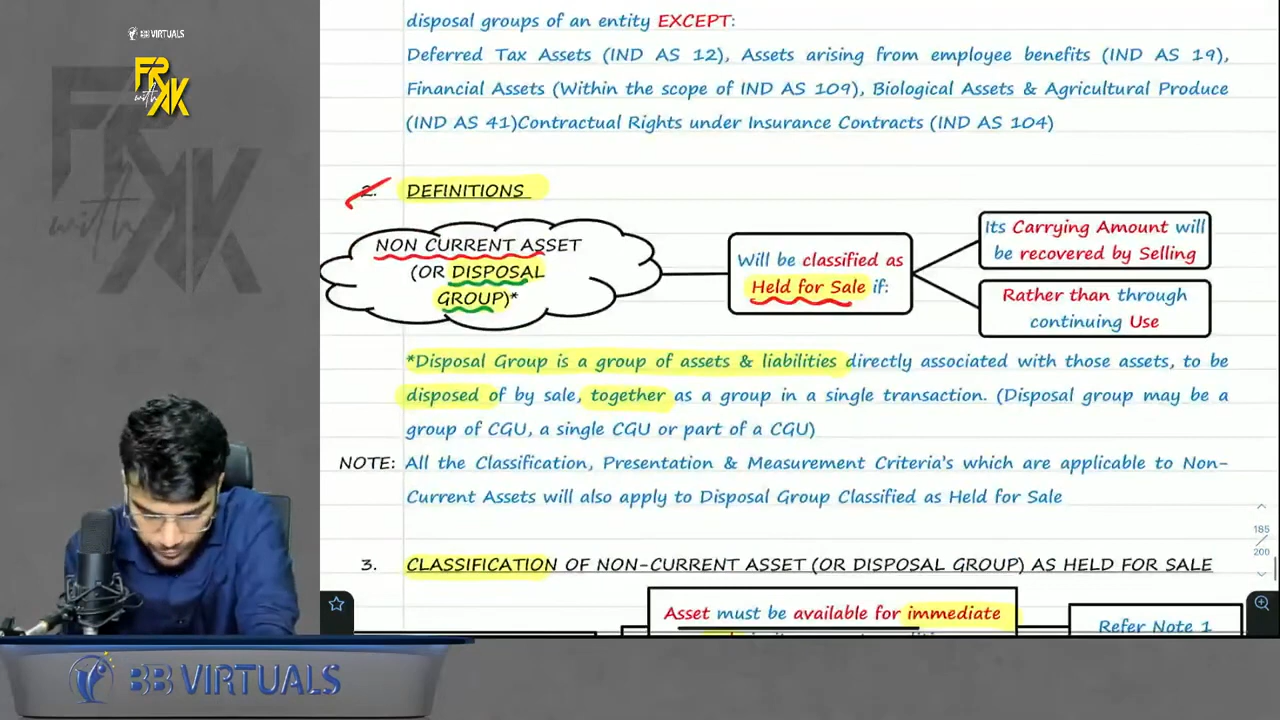 BB VIRTUALS
FR
with
KK
FR
with
KK
disposal groups of an entity EXCEPT:
Deferred Tax Assets (IND AS 12), Assets arising from employee benefits (IND AS 19),
Financial Assets (Within the scope of IND AS 109), Biological Assets & Agricultural Produce
(IND AS 41)Contractual Rights under Insurance Contracts (IND AS 104)
2. DEFINITIONS
NON CURRENT ASSET
(OR DISPOSAL
GROUP)*
Will be classified as
Held for Sale if:
Its Carrying Amount will
be recovered by Selling
Rather than through
continuing Use
*Disposal Group is a group of assets & liabilities directly associated with those assets, to be
disposed of by sale, together as a group in a single transaction. (Disposal group may be a
group of CGU, a single CGU or part of a CGU)
NOTE: All the Classification, Presentation & Measurement Criteria's which are applicable to Non-
Current Assets will also apply to Disposal Group Classified as Held for Sale
185
/
200
3. CLASSIFICATION OF NON-CURRENT ASSET (OR DISPOSAL GROUP) AS HELD FOR SALE
Asset must be available for immediate
Refer Note 1
BB VIRTUALS